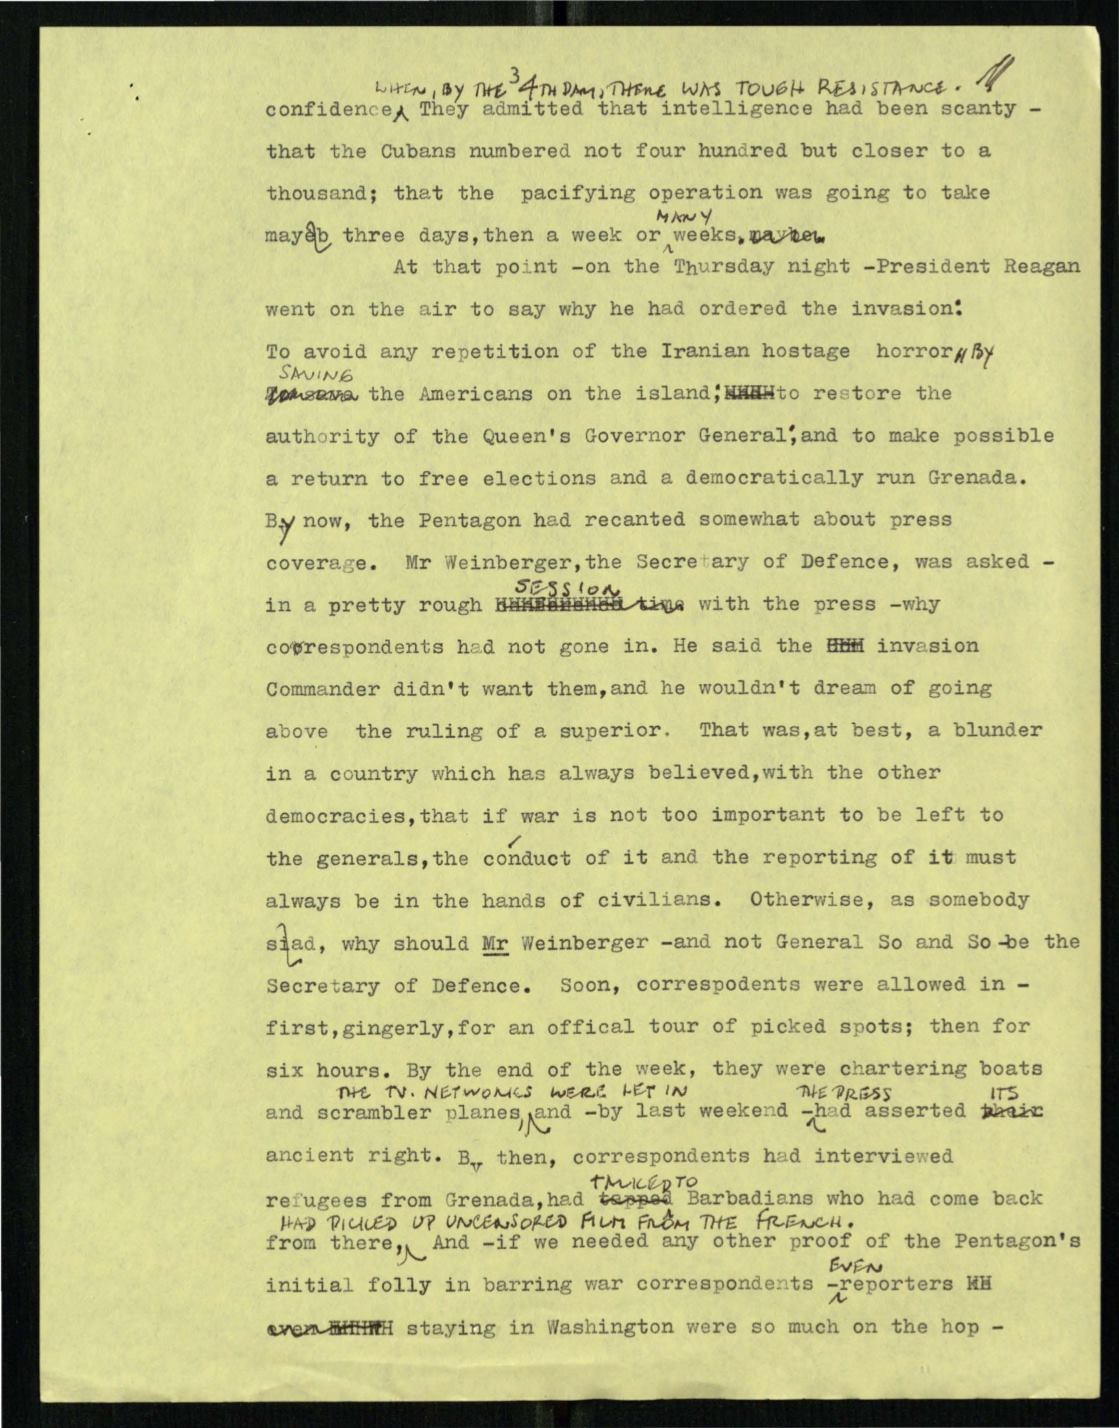 WHEN, BY THE 3 4TH DAY, THERE WAS TOUGH RESISTANCE. 11
confidence They admitted that intelligence had been scanty -
that the Cubans numbered not four hundred but closer to a
thousand; that the pacifying operation was going to take
MANY
mayeb three days,then a week or weeks, maybe.
At that point -on the Thursday night -President Reagan
went on the air to say why he had ordered the invasion:
To avoid any repetition of the Iranian hostage horror BY
SAVING
the Americans on the island; to restore the
authority of the Queen's Governor General; and to make possible
a return to free elections and a democratically run Grenada.
By now, the Pentagon had recanted somewhat about press
coverage. Mr Weinberger,the Secretary of Defence, was asked -
SESSION
in a pretty rough time with the press -why
correspondents had not gone in. He said the invasion
Commander didn't want them,and he wouldn't dream of going
above the ruling of a superior. That was,at best, a blunder
in a country which has always believed,with the other
democracies,that if war is not too important to be left to
the generals,the conduct of it and the reporting of it must
always be in the hands of civilians. Otherwise, as somebody
siad, why should Mr Weinberger -and not General So and So -be the
Secretary of Defence. Soon, correspodents were allowed in -
first,gingerly,for an offical tour of picked spots; then for
six hours. By the end of the week, they were chartering boats
THE TV. NETWORKS WERE LET IN THE PRESS ITS
and scrambler planes, and -by last weekend -had asserted their
ancient right. By then, correspondents had interviewed
TALKED TO
refugees from Grenada,had tapped Barbadians who had come back
HAD PICKED UP UNCENSORED FILM FROM THE FRENCH.
from there, And -if we needed any other proof of the Pentagon's
EVEN
initial folly in barring war correspondents -reporters
even staying in Washington were so much on the hop -